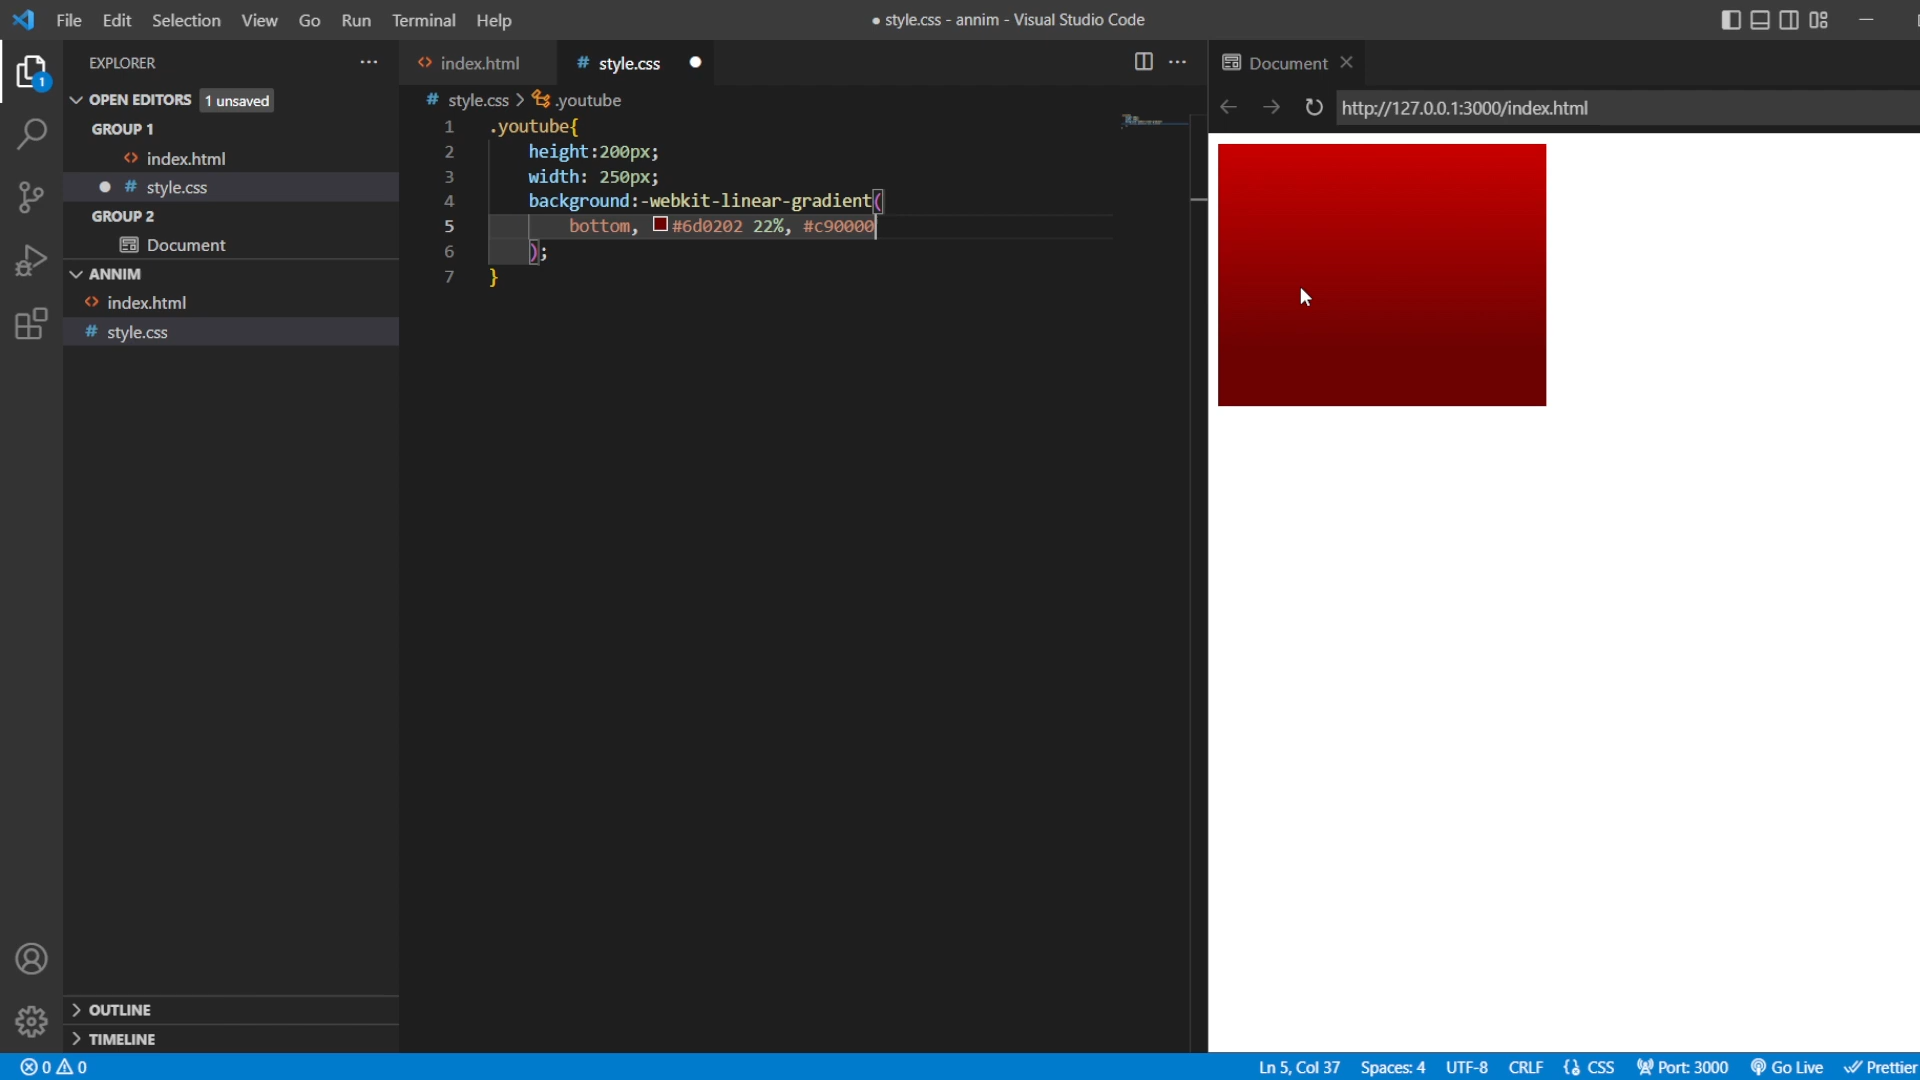 File Edit Selection View Go Run Terminal Help
● style.css - annim - Visual Studio Code
EXPLORER
1
OPEN EDITORS 1 unsaved
GROUP 1
index.html
style.css
GROUP 2
Document
ANNIM
index.html
style.css
OUTLINE
TIMELINE
index.html # style.css
# style.css > .youtube
1 .youtube{
2 height:200px;
3 width: 250px;
4 background:-webkit-linear-gradient(
5 bottom, #6d0202 22%, #c90000
6 );
7 }
Document
http://127.0.0.1:3000/index.html
0 0
Ln 5, Col 37 Spaces: 4 UTF-8 CRLF CSS Port: 3000 Go Live Prettier